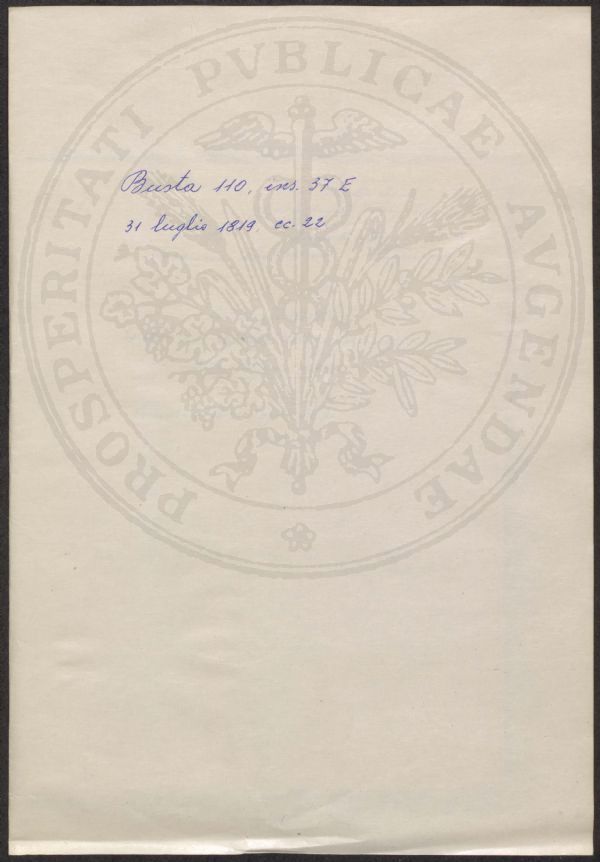 PROSPERITATI PVBLICAE AVGENDAE
Busta 110, ins. 37 E
31 luglio 1819, cc. 22